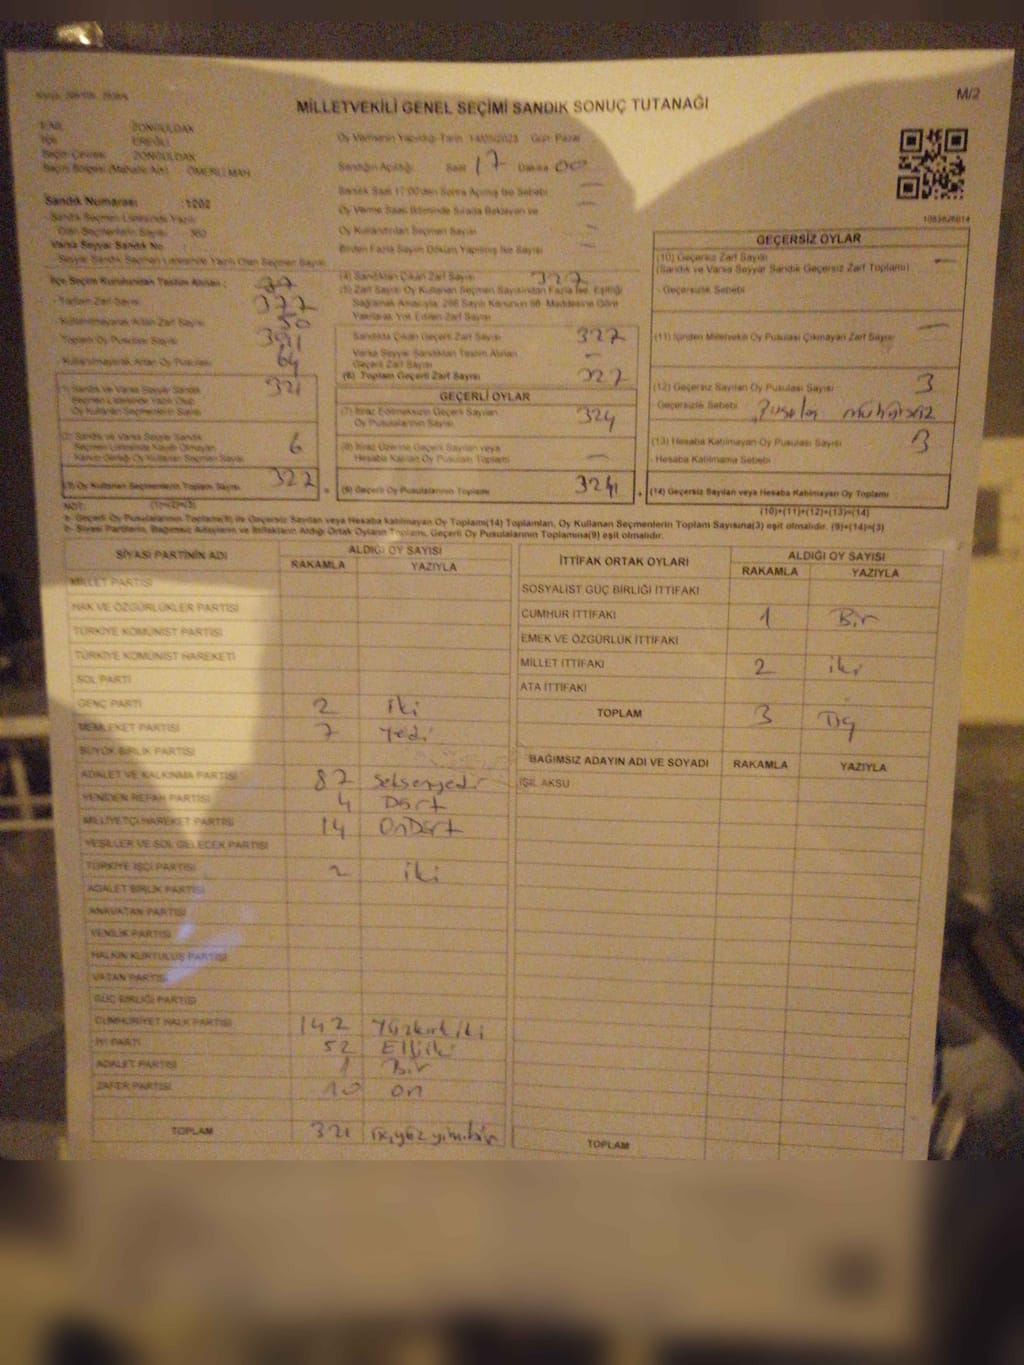 MİLLETVEKİLİ GENEL SEÇİMİ SANDIK SONUÇ TUTANAĞI
M/2
İli ZONGULDAK
İlçe EREĞLİ
Seçim Çevresi ZONGULDAK
Seçim Bölgesi (Mahalle Adı) ÖMERLİ MAH
Oy Vermenin Yapıldığı-Tarih 14/05/2023 Gün Pazar
Sandığın Açıldığı Saat 17 Dakika 00
Sandık Saat 17:00'den Sonra Açılmış İse Sebebi
Oy Verme Saati Bitiminde Sırada Bekleyen ve
Oy Kullandırılan Seçmen Sayısı
Birden Fazla Sayım Döküm Yapılmış İse Sayısı
Sandık Numarası :1002
- Sandık Seçmen Listesinde Yazılı
Olan Seçmenlerin Sayısı 360
Varsa Seyyar Sandık No
- Seyyar Sandık Seçmen Listesinde Yazılı Olan Seçmen Sayısı
İlçe Seçim Kurulundan Teslim Alınan :
- Toplam Zarf Sayısı 377
- Kullanılmayarak Artan Zarf Sayısı 50
Toplam Oy Pusulası Sayısı 391
- Kullanılmayarak Artan Oy Pusulası 64
(1) Sandık ve Varsa Seyyar Sandık
Seçmen Listesinde Yazılı Olup
Oy Kullanan Seçmenlerin Sayısı
321
(2) Sandık ve Varsa Seyyar Sandık
Seçmen Listesinde Kayıtlı Olmayan
Kanun Gereği Oy Kullanan Seçmen Sayısı
6
(3) Oy Kullanan Seçmenlerin Toplam Sayısı 327
(1)+(2)=(3)
(4) Sandıktan Çıkan Zarf Sayısı 327
(5) Zarf Sayısı Oy Kullanan Seçmen Sayısından Fazla İse, Eşitliği
Sağlamak Amacıyla, 298 Sayılı Kanunun 98. Maddesine Göre
Yakılarak Yok Edilen Zarf Sayısı
Sandıkta Çıkan Geçerli Zarf Sayısı 327
Varsa Seyyar Sandıktan Teslim Alınan
Geçerli Zarf Sayısı
(6) Toplam Geçerli Zarf Sayısı 327
GEÇERLİ OYLAR
(7) İtiraz Edilmeksizin Geçerli Sayılan
Oy Pusulalarının Sayısı
324
(8) İtiraz Üzerine Geçerli Sayılan veya
Hesaba Katılan Oy Pusulası Toplamı
(9) Geçerli Oy Pusulalarının Toplamı 324
1083826014
GEÇERSİZ OYLAR
(10) Geçersiz Zarf Sayısı
(Sandık ve Varsa Seyyar Sandık Geçersiz Zarf Toplamı)
- Geçersizlik Sebebi
(11) İçinden Milletvekili Oy Pusulası Çıkmayan Zarf Sayısı
(12) Geçersiz Sayılan Oy Pusulası Sayısı 3
- Geçersizlik Sebebi Pusula mühürsüz
(13) Hesaba Katılmayan Oy Pusulası Sayısı 3
- Hesaba Katılmama Sebebi
(14) Geçersiz Sayılan veya Hesaba Katılmayan Oy Toplamı
(10)+(11)+(12)+(13)=(14)
NOT:
a- Geçerli Oy Pusulalarının Toplamı(9) ile Geçersiz Sayılan veya Hesaba katılmayan Oy Toplamı(14) Toplamları, Oy Kullanan Seçmenlerin Toplam Sayısına(3) eşit olmalıdır. (9)+(14)=(3)
b- Siyasi Partilerin, Bağımsız Adayların ve İttifakların Aldığı Ortak Oyların Toplamı, Geçerli Oy Pusulalarının Toplamına(9) eşit olmalıdır.
SİYASİ PARTİNİN ADI
ALDIĞI OY SAYISI
RAKAMLA YAZIYLA
MİLLET PARTİSİ
HAK VE ÖZGÜRLÜKLER PARTİSİ
TÜRKİYE KOMÜNİST PARTİSİ
TÜRKİYE KOMÜNİST HAREKETİ
SOL PARTİ
GENÇ PARTİ 2 iki
MEMLEKET PARTİSİ 7 Yedi
BÜYÜK BİRLİK PARTİSİ
ADALET VE KALKINMA PARTİSİ 87 Seksenyedi
YENİDEN REFAH PARTİSİ 4 Dört
MİLLİYETÇİ HAREKET PARTİSİ 14 OnDört
YEŞİLLER VE SOL GELECEK PARTİSİ
TÜRKİYE İŞÇİ PARTİSİ 2 iki
ADALET BİRLİK PARTİSİ
ANAVATAN PARTİSİ
YENİLİK PARTİSİ
HALKIN KURTULUŞ PARTİSİ
VATAN PARTİSİ
GÜÇ BİRLİĞİ PARTİSİ
CUMHURİYET HALK PARTİSİ 142 Yüzkırkiki
İYİ PARTİ 52 Elliiki
ADALET PARTİSİ 1 Bir
ZAFER PARTİSİ 10 on
TOPLAM 321 üçyüzyirmibir
İTTİFAK ORTAK OYLARI
ALDIĞI OY SAYISI
RAKAMLA YAZIYLA
SOSYALİST GÜÇ BİRLİĞİ İTTİFAKI
CUMHUR İTTİFAKI 1 Bir
EMEK VE ÖZGÜRLÜK İTTİFAKI
MİLLET İTTİFAKI 2 iki
ATA İTTİFAKI
TOPLAM 3 Üç
BAĞIMSIZ ADAYIN ADI VE SOYADI RAKAMLA YAZIYLA
IŞIL AKSU
TOPLAM